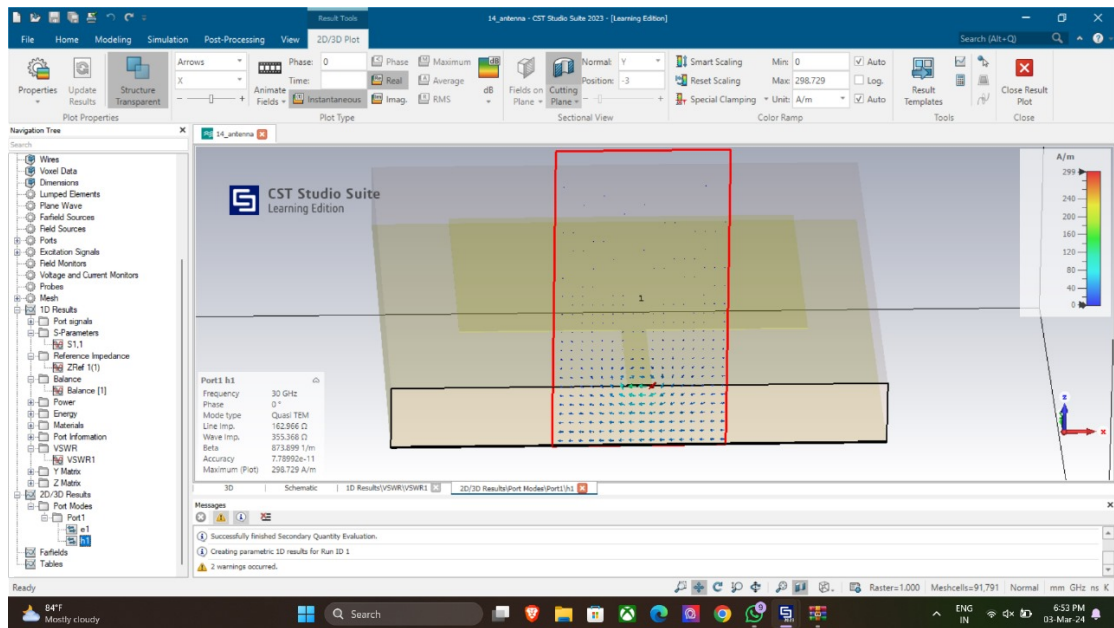 Result Tools
14_antenna - CST Studio Suite 2023 - [Learning Edition]
File Home Modeling Simulation Post-Processing View 2D/3D Plot
Search (Alt+Q)
Properties
Update Results
Structure Transparent
Plot Properties
Arrows
X
Animate Fields
Phase: 0
Time:
Instantaneous
Phase
Real
Imag.
Maximum
Average
RMS
dB
dB
Plot Type
Fields on Plane
Cutting Plane
Normal: Y
Position: -3
Sectional View
Smart Scaling
Reset Scaling
Special Clamping
Min: 0
Max: 298.729
Unit: A/m
Auto
Log.
Auto
Color Ramp
Result Templates
Tools
Close Result Plot
Close
Navigation Tree
Search
Wires
Voxel Data
Dimensions
Lumped Elements
Plane Wave
Farfield Sources
Field Sources
Ports
Excitation Signals
Field Monitors
Voltage and Current Monitors
Probes
Mesh
1D Results
Port signals
S-Parameters
S1,1
Reference Impedance
ZRef 1(1)
Balance
Balance [1]
Power
Energy
Materials
Port Information
VSWR
VSWR1
Y Matrix
Z Matrix
2D/3D Results
Port Modes
Port1
e1
h1
Farfields
Tables
14_antenna
CST Studio Suite
Learning Edition
1
A/m
299
240
200
160
120
80
40
0
z
x
Port1 h1
Frequency 30 GHz
Phase 0°
Mode type Quasi TEM
Line Imp. 162.966 Ω
Wave Imp. 355.368 Ω
Beta 873.899 1/m
Accuracy 7.78992e-11
Maximum (Plot) 298.729 A/m
3D Schematic 1D Results\VSWR\VSWR1 2D/3D Results\Port Modes\Port1\h1
Messages
Successfully finished Secondary Quantity Evaluation.
Creating parametric 1D results for Run ID 1
2 warnings occurred.
Ready
Raster=1.000 Meshcells=91,791 Normal mm GHz ns K
84°F
Mostly cloudy
Search
9
ENG
IN
6:53 PM
03-Mar-24